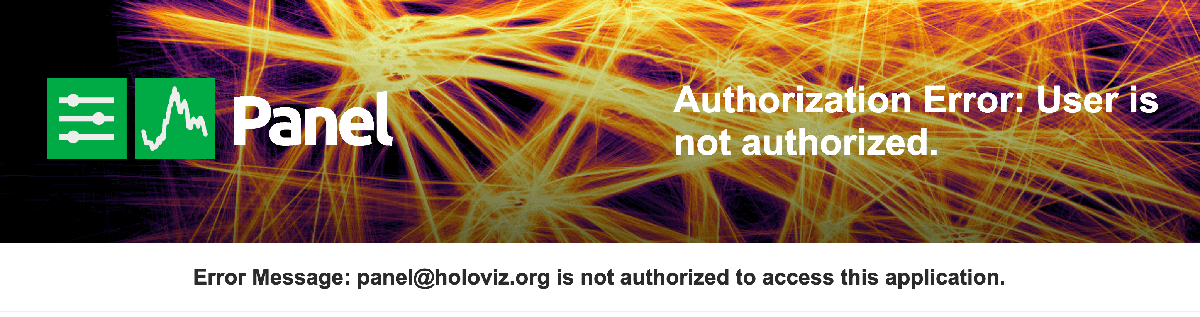 Panel
Authorization Error: User is
not authorized.
Error Message: panel@holoviz.org is not authorized to access this application.